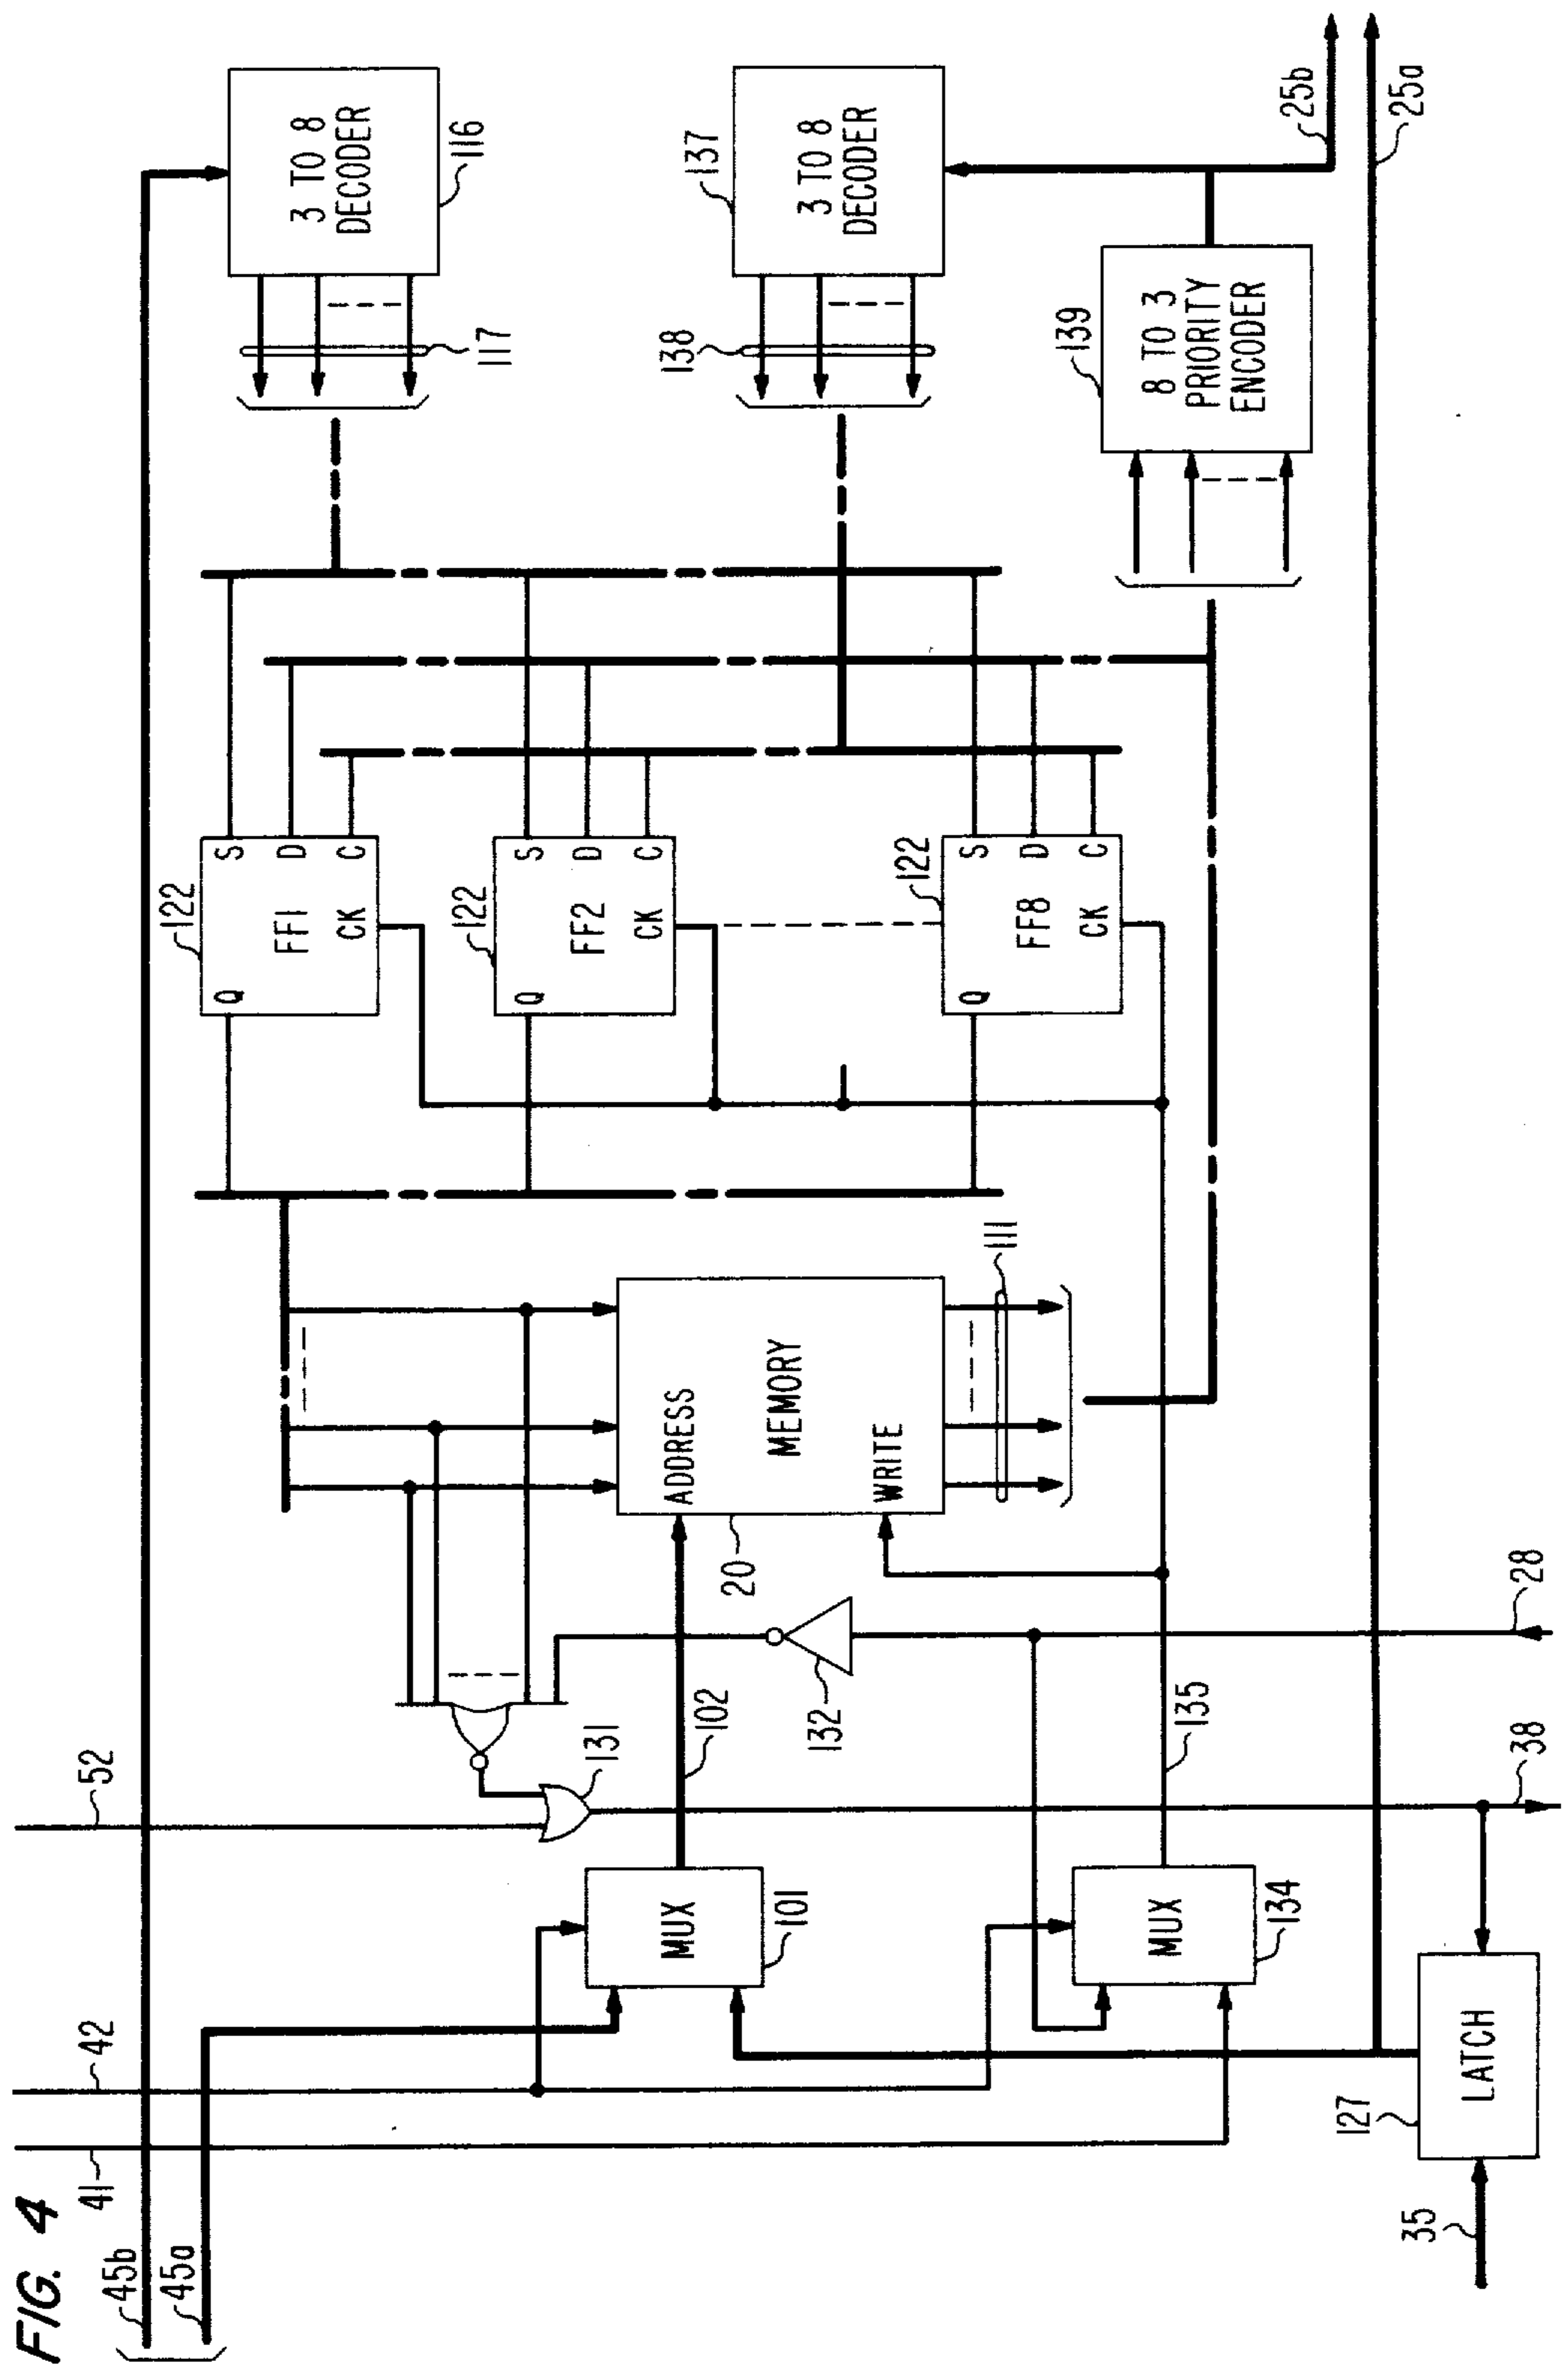 FIG. 4
45b
45a
41
42
52
3 TO 8
DECODER
116
117
3 TO 8
DECODER
137
138
8 TO 3
PRIORITY
ENCODER
139
25b
25a
122
Q
S
D
C
FF1
CK
122
Q
S
D
C
FF2
CK
122
Q
S
D
C
FF8
CK
ADDRESS
MEMORY
WRITE
20
111
131
132
102
MUX
101
135
MUX
134
28
38
LATCH
127
35